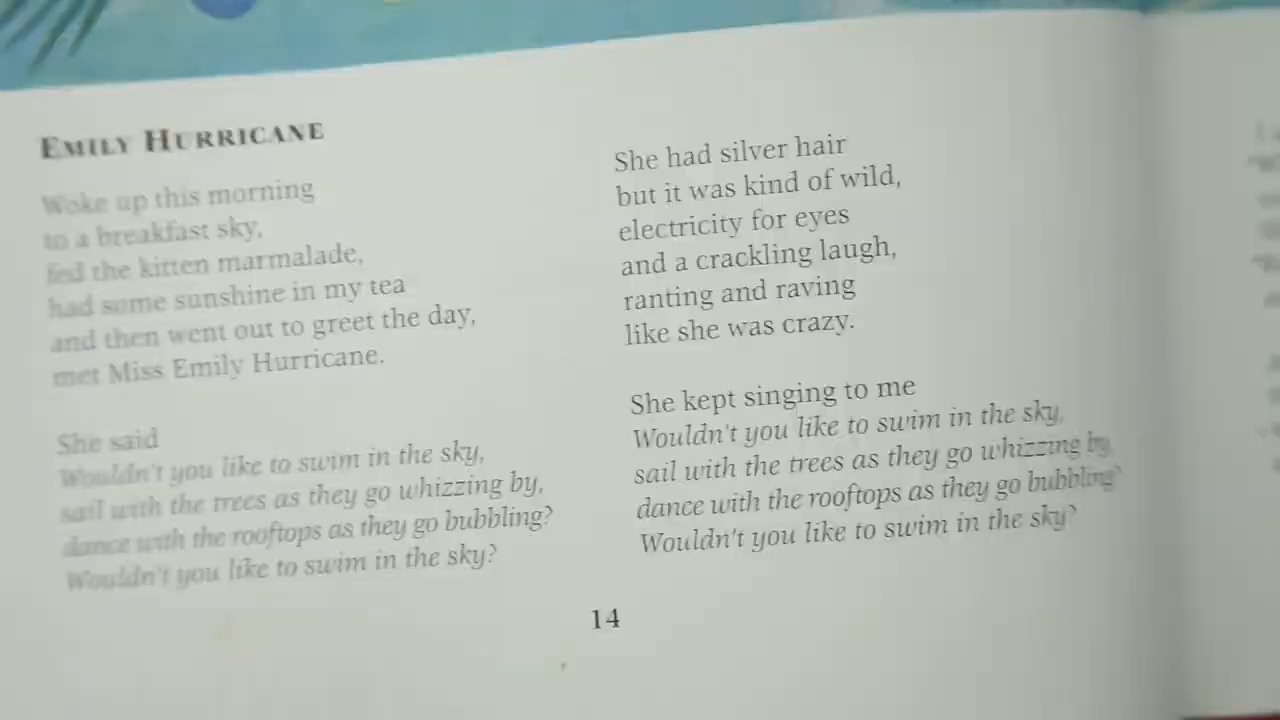 EMILY HURRICANE
Woke up this morning
to a breakfast sky,
fed the kitten marmalade,
had some sunshine in my tea
and then went out to greet the day,
met Miss Emily Hurricane.
She said
Wouldn't you like to swim in the sky,
sail with the trees as they go whizzing by,
dance with the rooftops as they go bubbling?
Wouldn't you like to swim in the sky?
She had silver hair
but it was kind of wild,
electricity for eyes
and a crackling laugh,
ranting and raving
like she was crazy.
She kept singing to me
Wouldn't you like to swim in the sky,
sail with the trees as they go whizzing by,
dance with the rooftops as they go bubbling?
Wouldn't you like to swim in the sky?
14